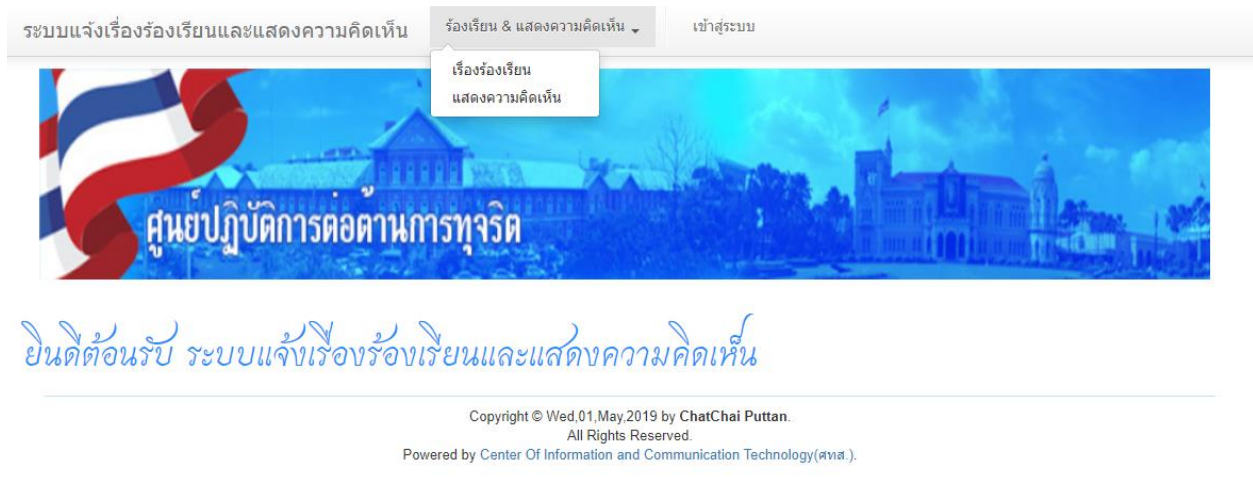 ระบบแจ้งเรื่องร้องเรียนและแสดงความคิดเห็น ร้องเรียน & แสดงความคิดเห็น เข้าสู่ระบบ
เรื่องร้องเรียน
แสดงความคิดเห็น
ศูนย์ปฏิบัติการต่อต้านการทุจริต
ยินดีต้อนรับ ระบบแจ้งเรื่องร้องเรียนและแสดงความคิดเห็น
Copyright © Wed,01,May,2019 by ChatChai Puttan.
All Rights Reserved.
Powered by Center Of Information and Communication Technology(ศทส.).